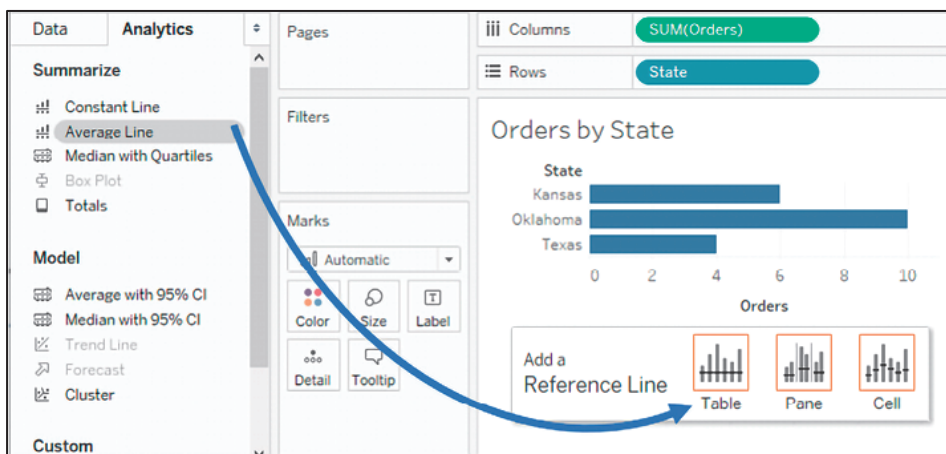 Data
Analytics
Summarize
Constant Line
Average Line
Median with Quartiles
Box Plot
Totals
Model
Average with 95% CI
Median with 95% CI
Trend Line
Forecast
Cluster
Custom
Pages
Filters
Marks
Automatic
Color
Size
Label
Detail
Tooltip
Columns
SUM(Orders)
Rows
State
Orders by State
State
Kansas
Oklahoma
Texas
0 2 4 6 8 10
Orders
Add a
Reference Line
Table
Pane
Cell